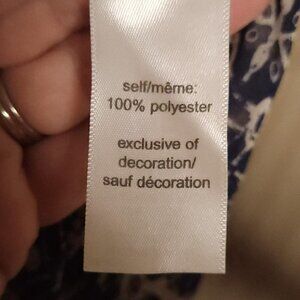 self/même:
100% polyester
exclusive of
decoration/
sauf décoration